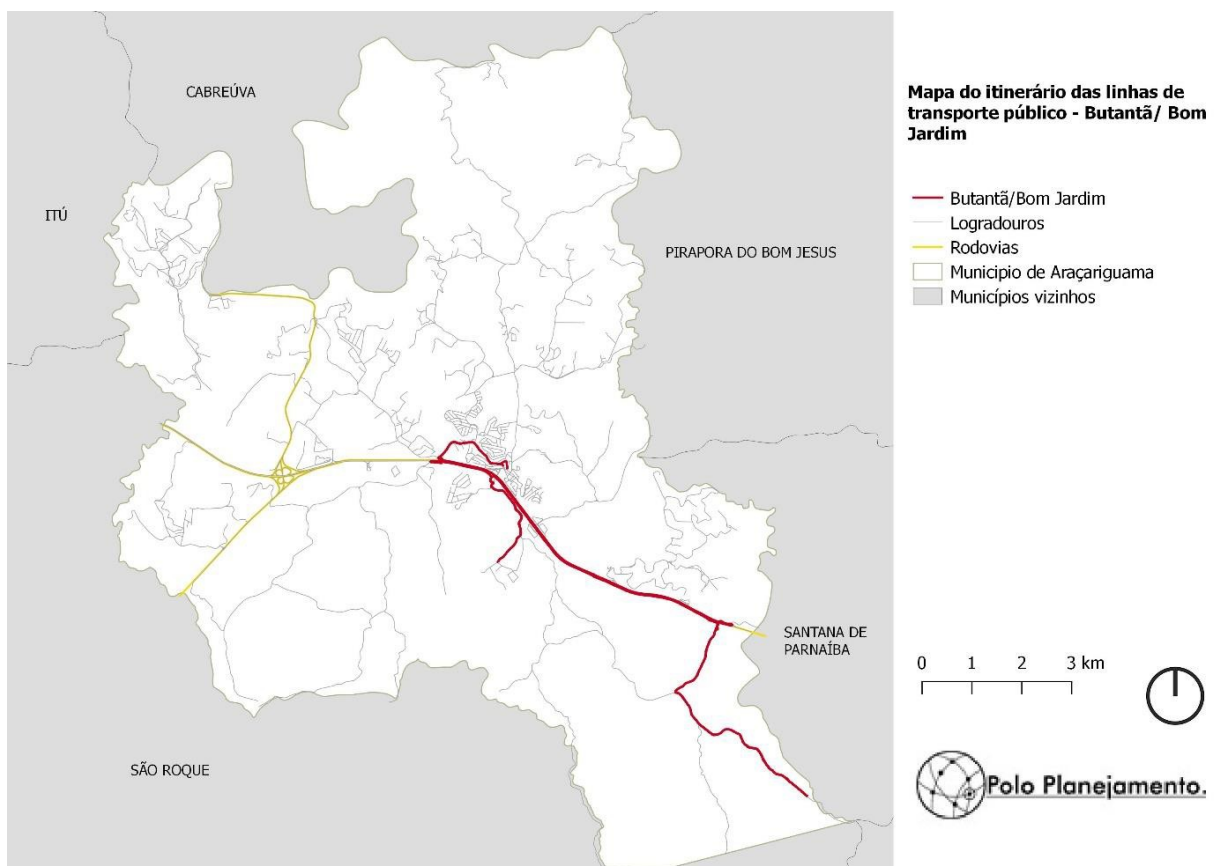 CABREÚVA
ITÚ
PIRAPORA DO BOM JESUS
SANTANA DE
PARNAÍBA
SÃO ROQUE
Mapa do itinerário das linhas de
transporte público - Butantã/ Bom
Jardim
Butantã/Bom Jardim
Logradouros
Rodovias
Municipio de Araçariguama
Municípios vizinhos
0 1 2 3 km
Polo Planejamento.